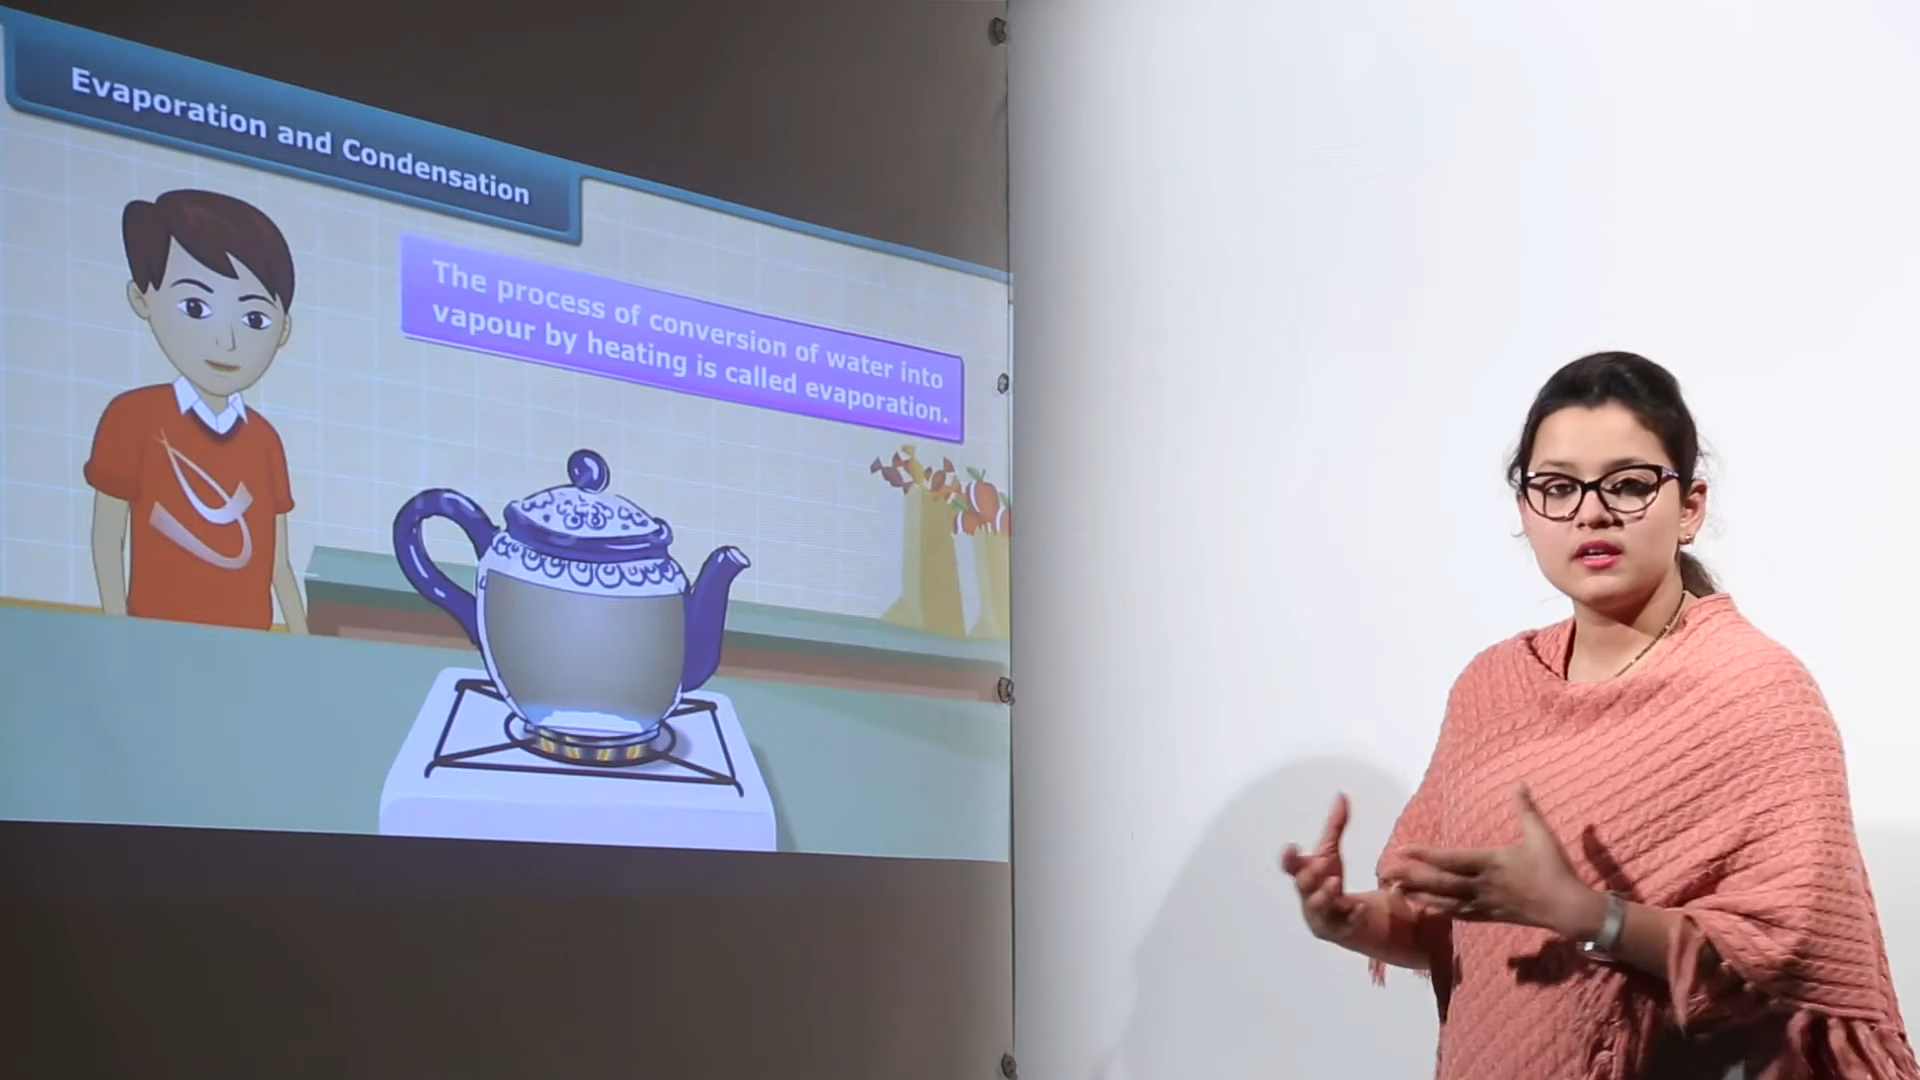 Evaporation and Condensation
The process of conversion of water into
vapour by heating is called evaporation.